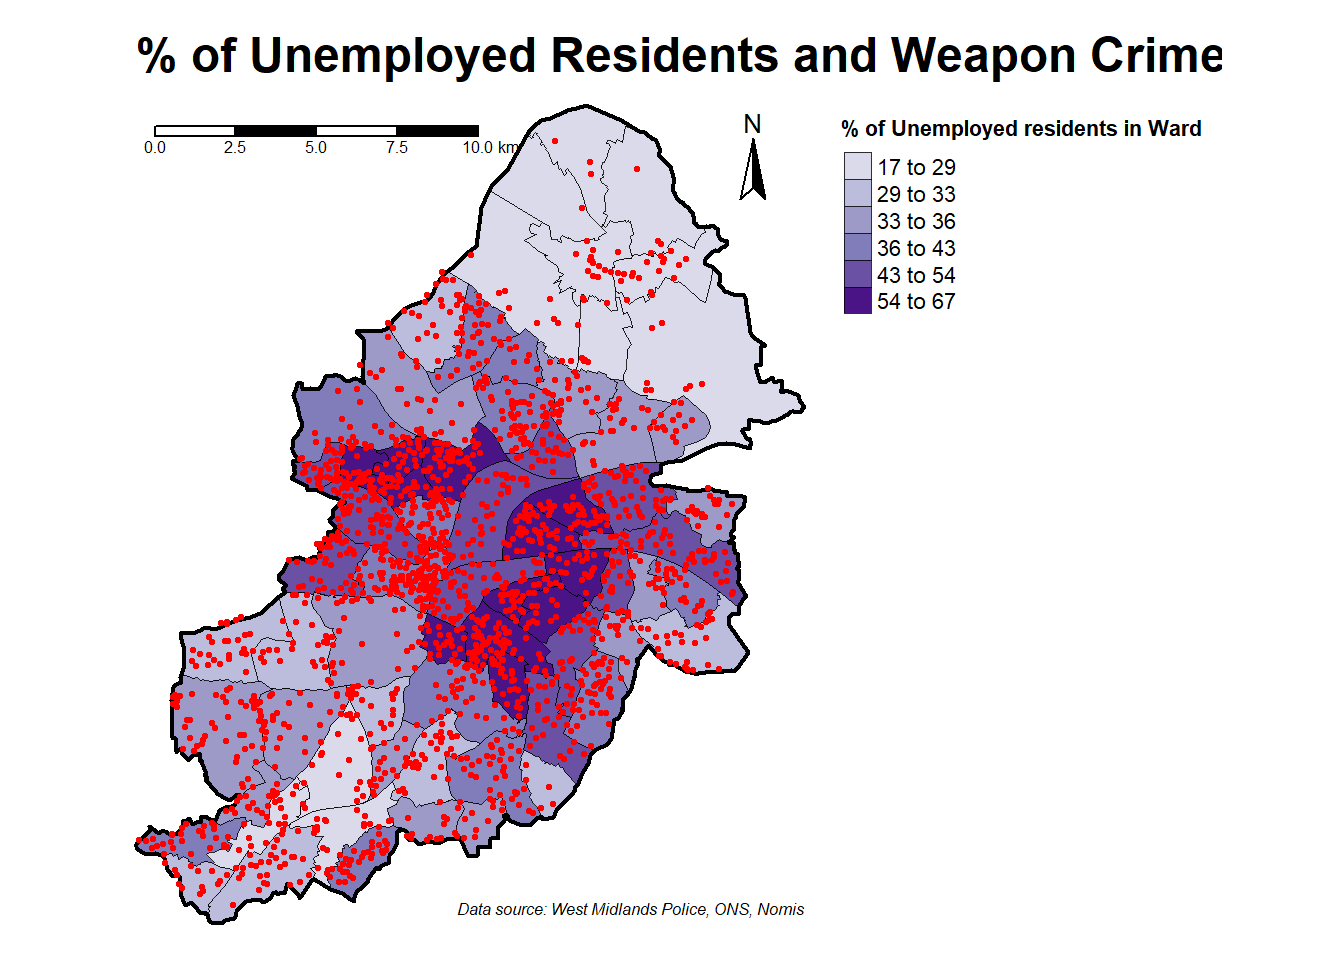 % of Unemployed Residents and Weapon Crime
0.0 2.5 5.0 7.5 10.0 km
N
% of Unemployed residents in Ward
17 to 29
29 to 33
33 to 36
36 to 43
43 to 54
54 to 67
Data source: West Midlands Police, ONS, Nomis